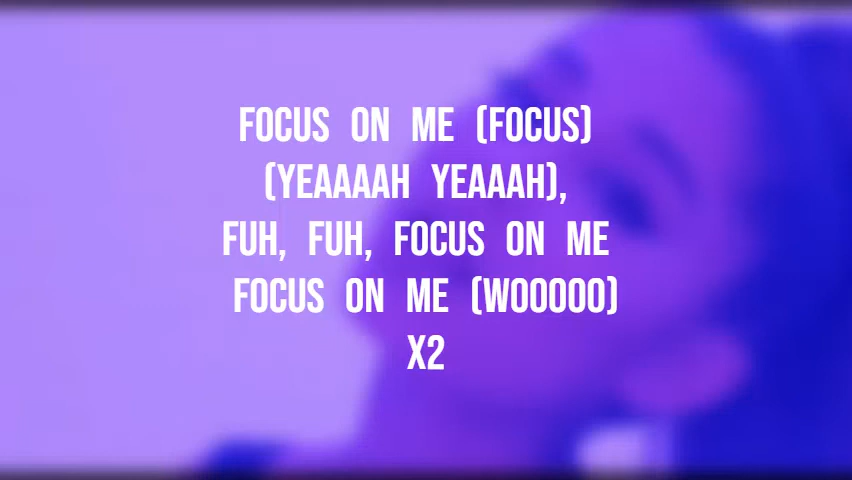 FOCUS ON ME (FOCUS)
(YEAAAAH YEAAAH),
FUH, FUH, FOCUS ON ME
FOCUS ON ME (WOOOOO)
X2